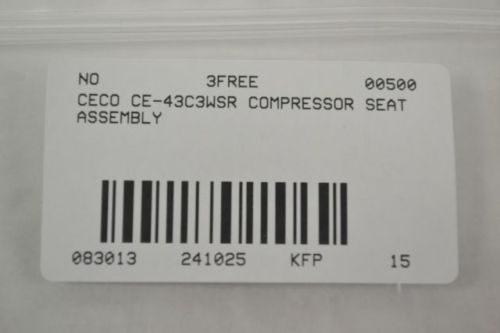 NO 3FREE 00500
CECO CE-43C3WSR COMPRESSOR SEAT
ASSEMBLY
083013 241025 KFP 15